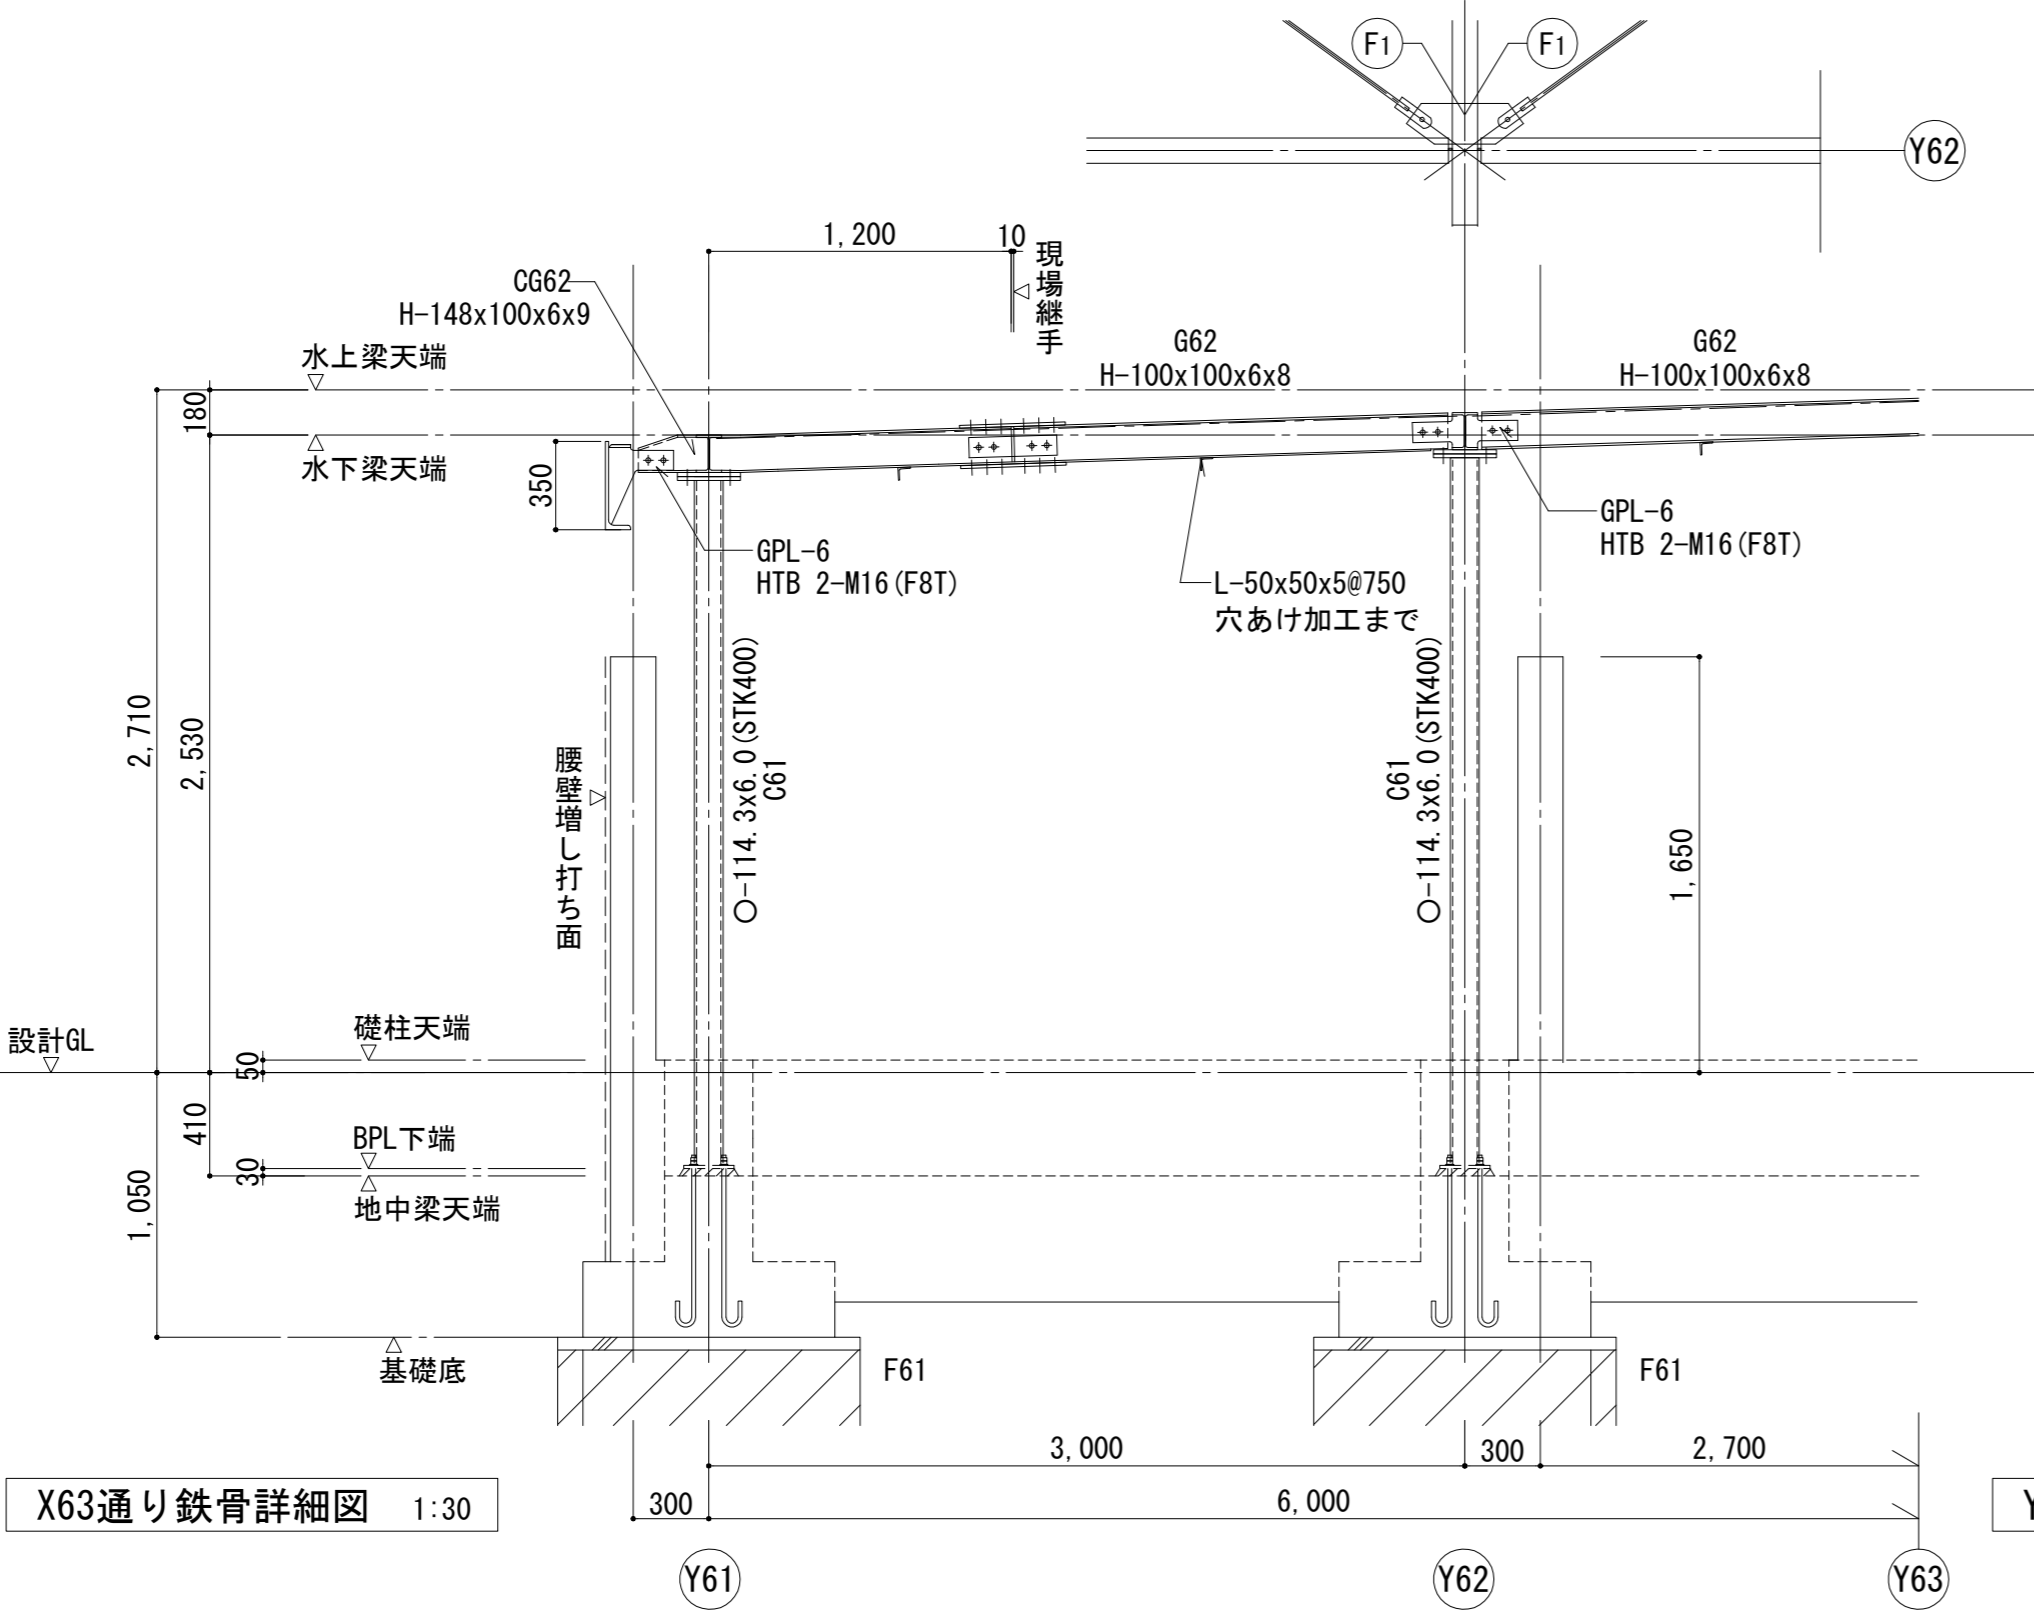 F1
F1
Y62
1,200
10
現場継手
CG62
H-148x100x6x9
水上梁天端
G62
H-100x100x6x8
G62
H-100x100x6x8
180
水下梁天端
350
GPL-6
HTB 2-M16(F8T)
GPL-6
HTB 2-M16(F8T)
L-50x50x5@750
穴あけ加工まで
2,710
2,530
腰壁増し打ち面
○-114.3x6.0(STK400)
C61
C61
○-114.3x6.0(STK400)
1,650
設計GL
礎柱天端
50
410
BPL下端
30
地中梁天端
1,050
基礎底
F61
F61
3,000
300
2,700
X63通り鉄骨詳細図 1:30
300
6,000
Y
Y61
Y62
Y63